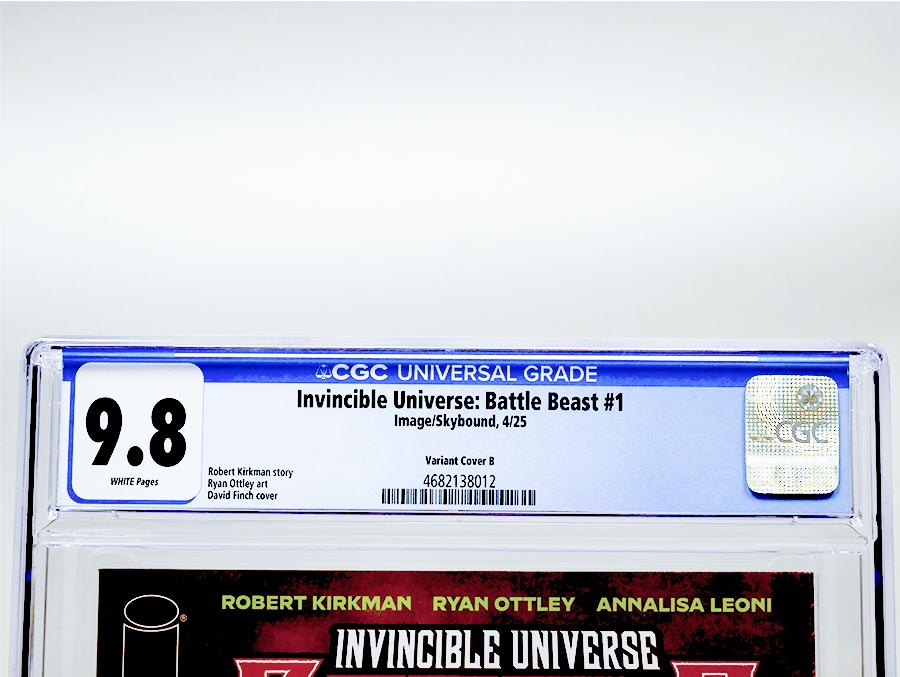 CGC UNIVERSAL GRADE
9.8
WHITE Pages
Invincible Universe: Battle Beast #1
Image/Skybound, 4/25
Variant Cover B
4682138012
Robert Kirkman story
Ryan Ottley art
David Finch cover
CGC
ROBERT KIRKMAN RYAN OTTLEY ANNALISA LEONI
®
INVINCIBLE UNIVERSE